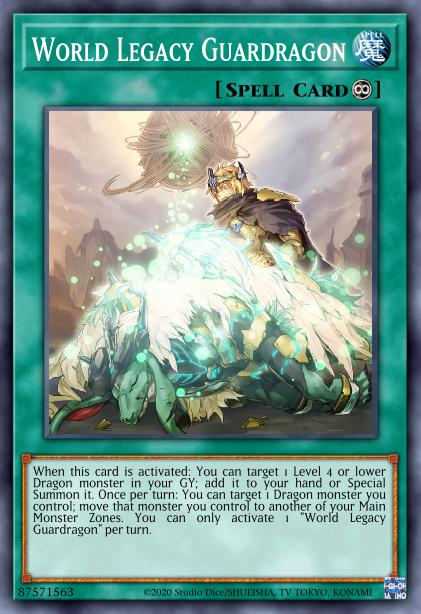 World Legacy Guardragon
SPELL
魔
[Spell Card]
When this card is activated: You can target 1 Level 4 or lower
Dragon monster in your GY; add it to your hand or Special
Summon it. Once per turn: You can target 1 Dragon monster you
control; move that monster you control to another of your Main
Monster Zones. You can only activate 1 "World Legacy
Guardragon" per turn.
87571563
©2020 Studio Dice/SHUEISHA, TV TOKYO, KONAMI